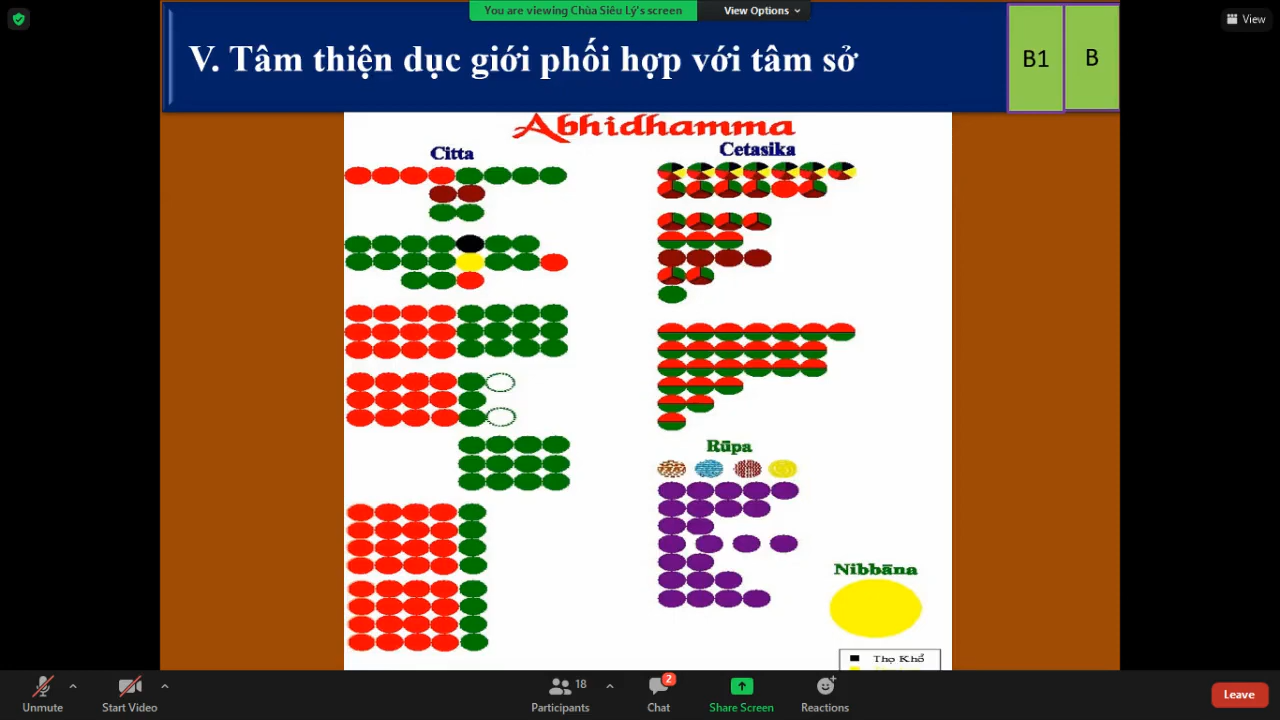 You are viewing Chùa Siêu Lý's screen
View Options
View
V. Tâm thiện dục giới phối hợp với tâm sở
B1
B
Abhidhamma
Citta
Cetasika
Rūpa
Nibbāna
Thọ Khổ
Unmute
Start Video
18
Participants
2
Chat
Share Screen
Reactions
Leave